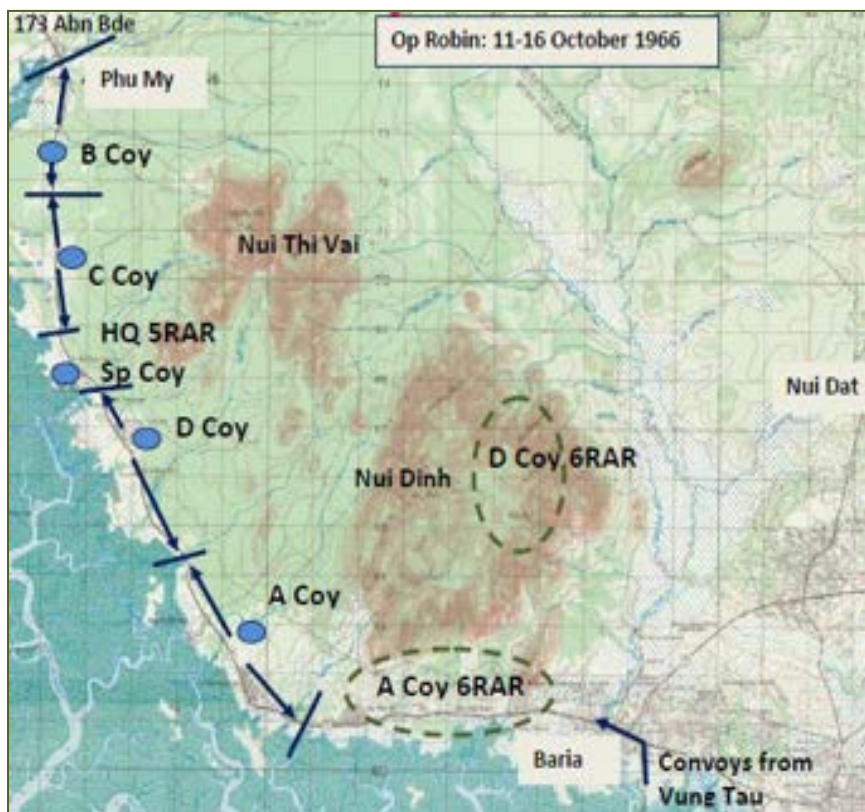 173 Abn Bde
Op Robin: 11-16 October 1966
Phu My
B Coy
Nui Thi Vai
C Coy
HQ 5RAR
Sp Coy
Nui Dat
D Coy
D Coy 6RAR
Nui Dinh
A Coy
A Coy 6RAR
Baria
Convoys from
Vung Tau